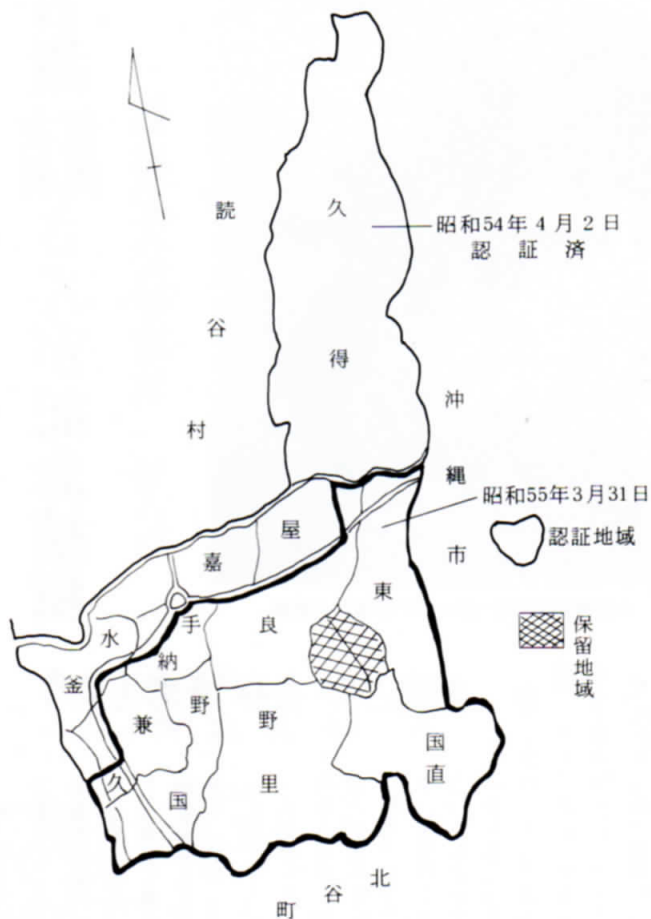 読谷村
久得
昭和54年4月2日
認証済
沖縄市
昭和55年3月31日
認証地域
保留地域
屋良
嘉手納
東
水釜
兼久
野国
野里
国直
北谷町